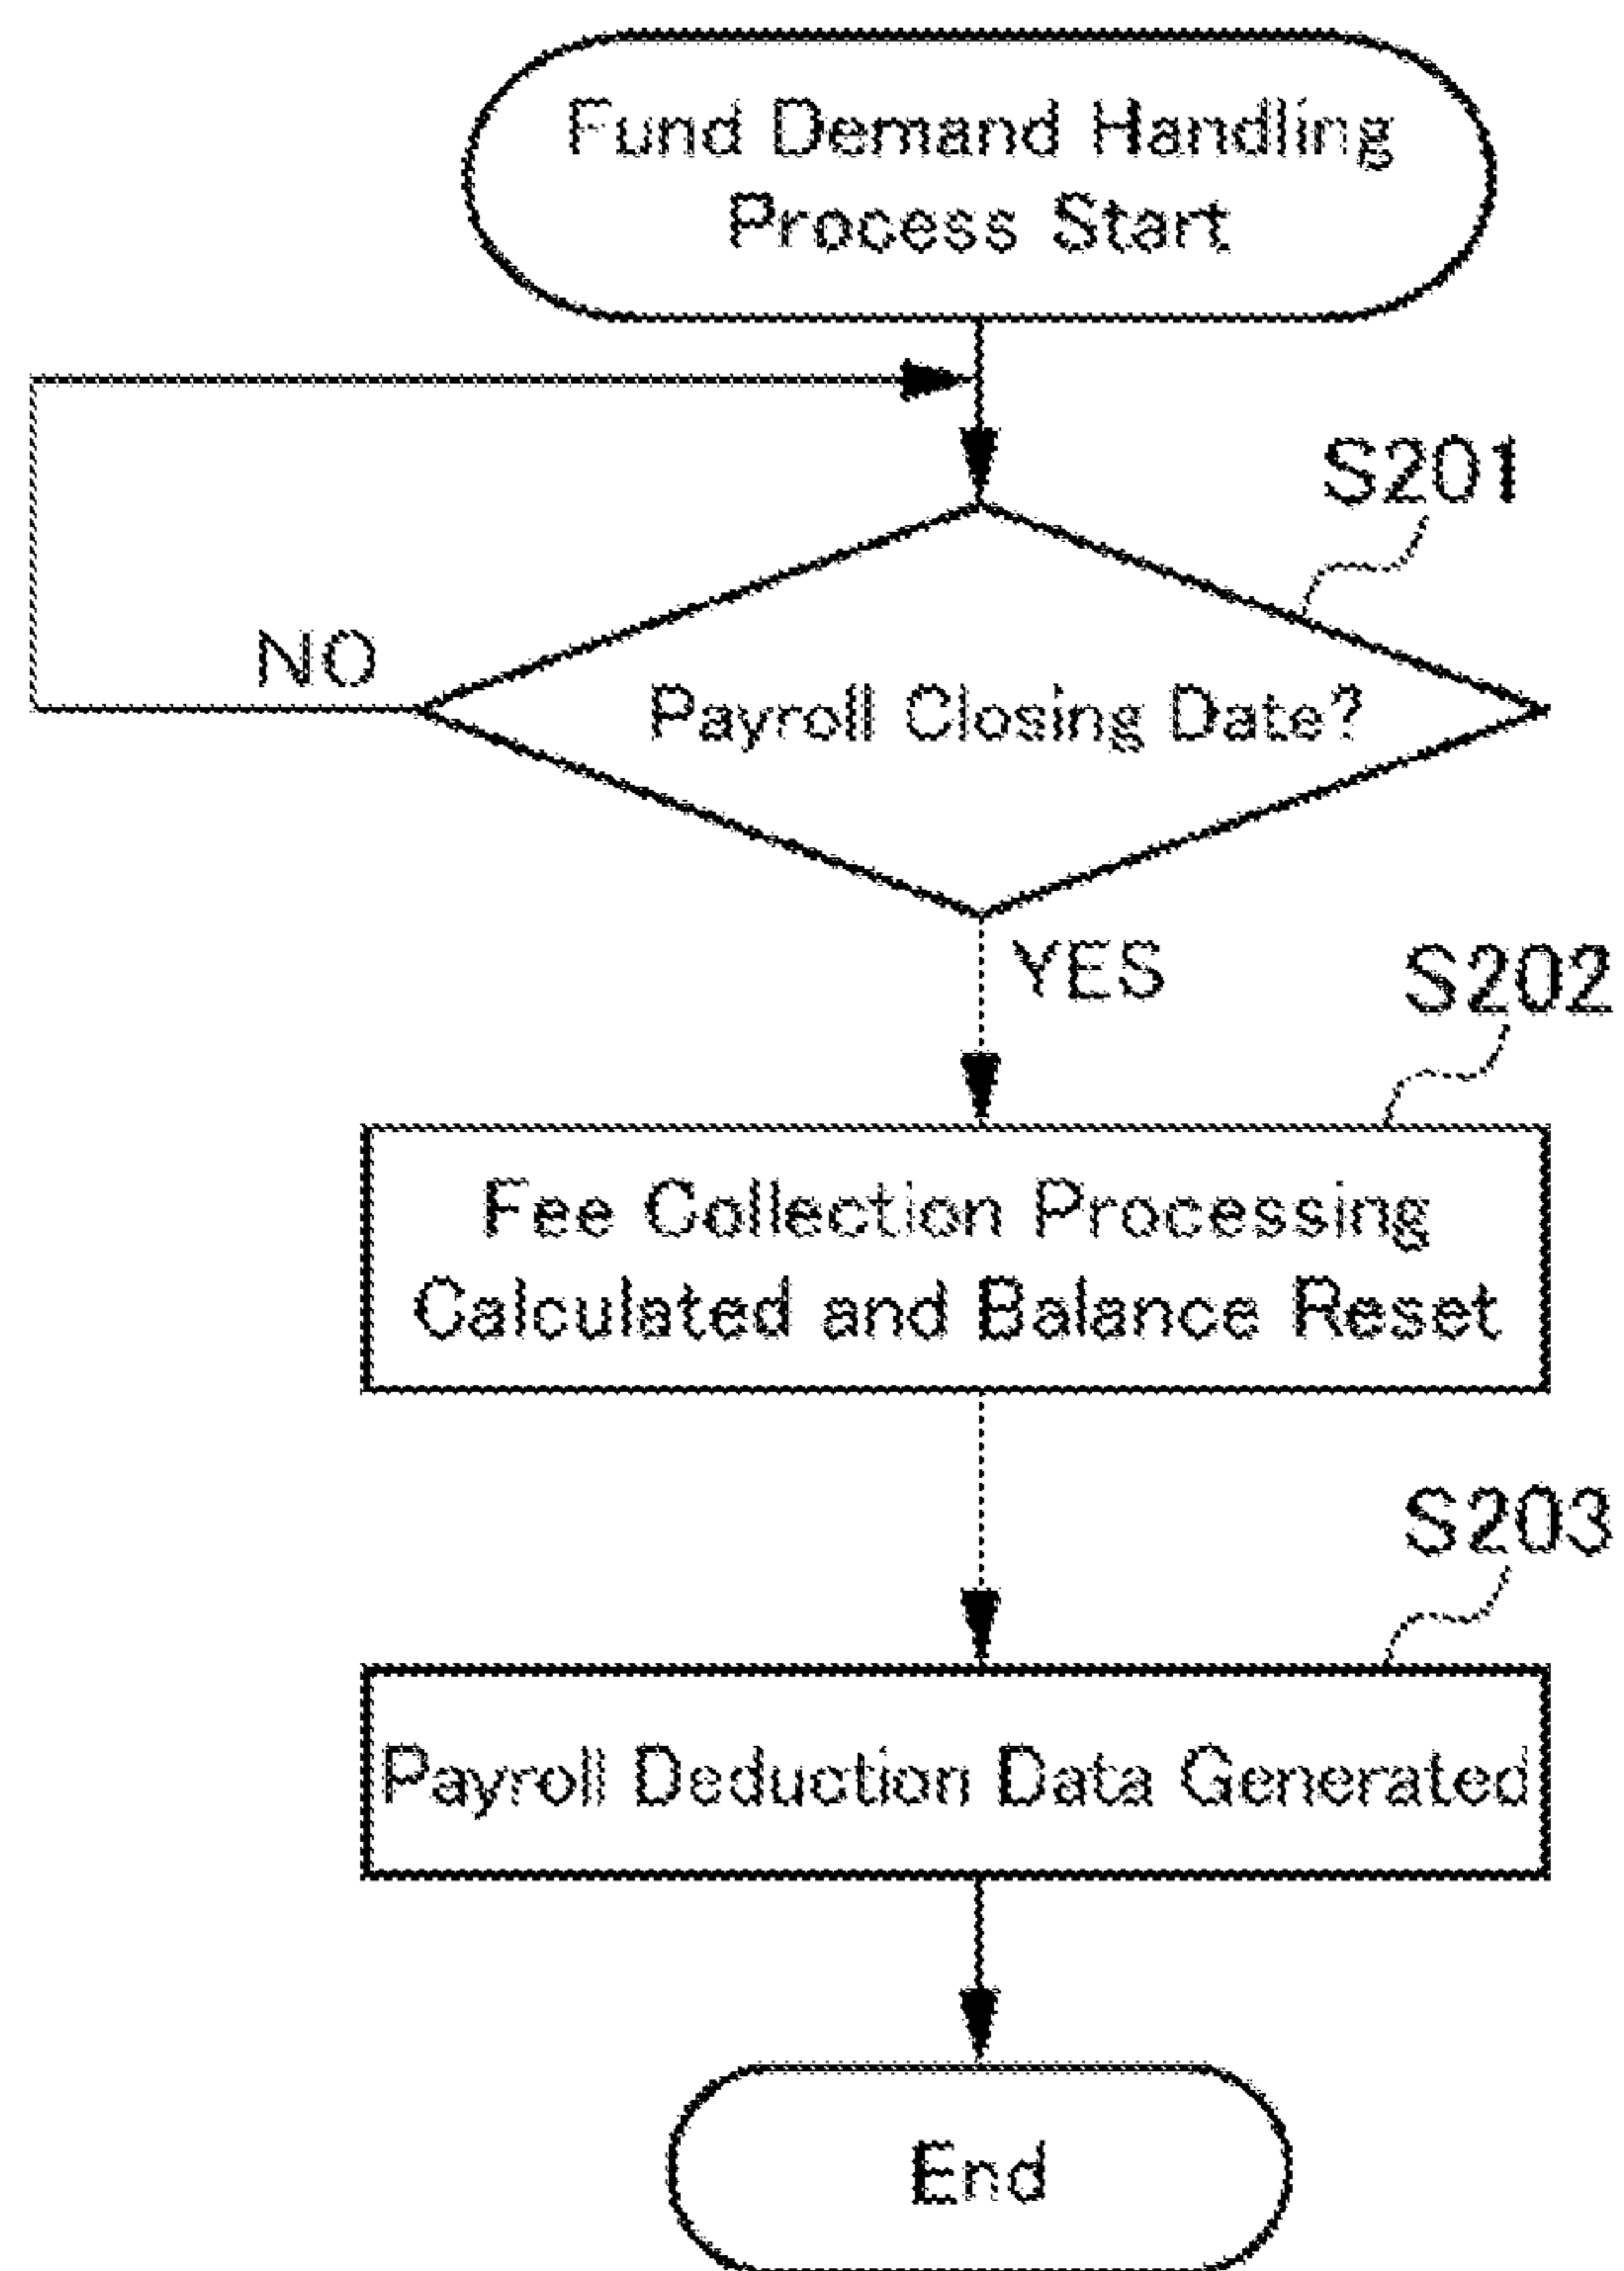 Fund Demand Handling
Process Start
S201
NO
Payroll Closing Date?
YES
S202
Fee Collection Processing
Calculated and Balance Reset
S203
Payroll Deduction Data Generated
End